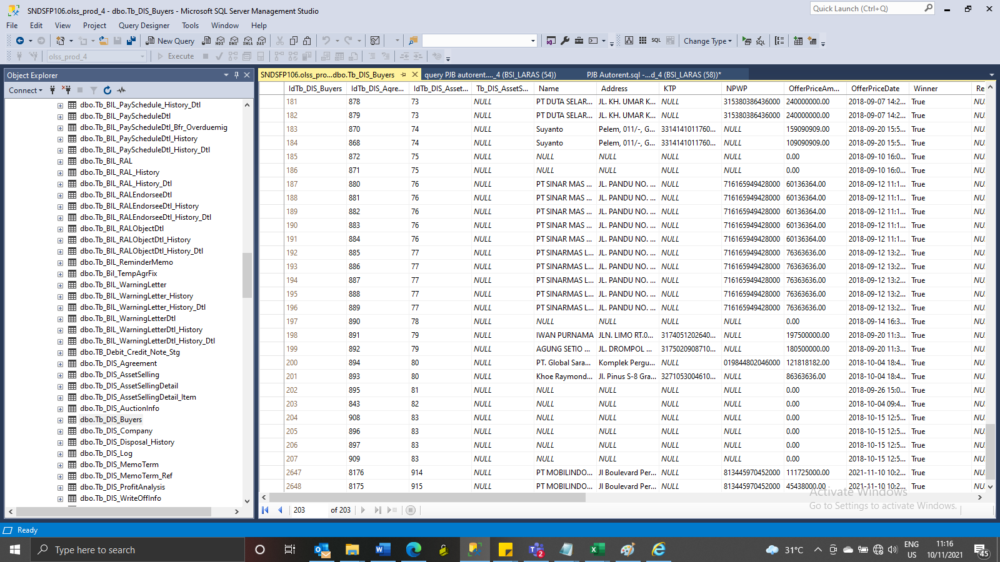 SNDSFP106.olss_prod_4 - dbo.Tb_DIS_Buyers - Microsoft SQL Server Management Studio
Quick Launch (Ctrl+Q)
File Edit View Project Query Designer Tools Window Help
New Query MDX DMX XMLA DAX SQL Change Type
olss_prod_4 Execute
Object Explorer
Connect
dbo.Tb_BIL_PaySchedule_History_Dtl
dbo.Tb_BIL_PayScheduleDtl
dbo.Tb_BIL_PayScheduleDtl_Bfr_Overduemig
dbo.Tb_BIL_PayScheduleDtl_History
dbo.Tb_BIL_PayScheduleDtl_History_Dtl
dbo.Tb_BIL_RAL
dbo.Tb_BIL_RAL_History
dbo.Tb_BIL_RAL_History_Dtl
dbo.Tb_BIL_RALEndorseeDtl
dbo.Tb_BIL_RALEndorseeDtl_History
dbo.Tb_BIL_RALEndorseeDtl_History_Dtl
dbo.Tb_BIL_RALObjectDtl
dbo.Tb_BIL_RALObjectDtl_History
dbo.Tb_BIL_RALObjectDtl_History_Dtl
dbo.Tb_BIL_ReminderMemo
dbo.Tb_Bil_TempAgrFix
dbo.Tb_BIL_WarningLetter
dbo.Tb_BIL_WarningLetter_History
dbo.Tb_BIL_WarningLetter_History_Dtl
dbo.Tb_BIL_WarningLetterDtl
dbo.Tb_BIL_WarningLetterDtl_History
dbo.Tb_BIL_WarningLetterDtl_History_Dtl
dbo.TB_Debit_Credit_Note_Stg
dbo.Tb_DIS_Agreement
dbo.Tb_DIS_AssetSelling
dbo.Tb_DIS_AssetSellingDetail
dbo.Tb_DIS_AssetSellingDetail_Item
dbo.Tb_DIS_AuctionInfo
dbo.Tb_DIS_Buyers
dbo.Tb_DIS_Company
dbo.Tb_DIS_Disposal_History
dbo.Tb_DIS_Log
dbo.Tb_DIS_MemoTerm
dbo.Tb_DIS_MemoTerm_Ref
dbo.Tb_DIS_ProfitAnalysis
dbo.Tb_DIS_WriteOffInfo
SNDSFP106.olss_pro...dbo.Tb_DIS_Buyers query PJB autorent...._4 (BSI_LARAS (54)) PJB Autorent.sql -...d_4 (BSI_LARAS (58))*
IdTb_DIS_Buyers IdTb_DIS_Agre... IdTb_DIS_Asset... Tb_DIS_AssetS... Name Address KTP NPWP OfferPriceAm... OfferPriceDate Winner Re
181 878 73 NULL PT DUTA SELAR... JL. KH. UMAR K... NULL 315380386436000 240000000.00 2018-09-07 14:2... True NU
182 879 73 NULL PT DUTA SELAR... JL. KH. UMAR K... NULL 315380386436000 240000000.00 2018-09-07 14:2... True NU
183 870 74 NULL Suyanto Pelem, 011/-, G... 3314141011760... NULL 159090909.00 2018-09-20 15:5... True NU
184 868 74 NULL Suyanto Pelem, 011/-, G... 3314141011760... NULL 109090909.00 2018-09-20 15:5... True NU
185 872 75 NULL NULL NULL NULL NULL 0.00 2018-09-10 16:0... True NU
186 871 75 NULL NULL NULL NULL NULL 0.00 2018-09-10 16:0... True NU
187 880 76 NULL PT SINAR MAS ... JL. PANDU NO. ... NULL 716165949428000 60136364.00 2018-09-12 11:1... True NU
188 881 76 NULL PT SINAR MAS ... JL. PANDU NO. ... NULL 716165949428000 60136364.00 2018-09-12 11:1... True NU
189 882 76 NULL PT SINAR MAS ... JL. PANDU NO. ... NULL 716165949428000 60136364.00 2018-09-12 11:1... True NU
190 883 76 NULL PT SINAR MAS ... JL. PANDU NO. ... NULL 716165949428000 60136364.00 2018-09-12 11:1... True NU
191 884 76 NULL PT SINAR MAS ... JL. PANDU NO. ... NULL 716165949428000 60136364.00 2018-09-12 11:1... True NU
192 885 77 NULL PT SINARMAS L... JL. PANDU NO. ... NULL 716165949428000 76363636.00 2018-09-12 13:2... True NU
193 886 77 NULL PT SINARMAS L... JL. PANDU NO. ... NULL 716165949428000 76363636.00 2018-09-12 13:2... True NU
194 887 77 NULL PT SINARMAS L... JL. PANDU NO. ... NULL 716165949428000 76363636.00 2018-09-12 13:2... True NU
195 888 77 NULL PT SINARMAS L... JL. PANDU NO. ... NULL 716165949428000 76363636.00 2018-09-12 13:2... True NU
196 889 77 NULL PT SINARMAS L... JL. PANDU NO. ... NULL 716165949428000 76363636.00 2018-09-12 13:2... True NU
197 890 78 NULL NULL NULL NULL NULL 0.00 2018-09-14 16:3... True NU
198 891 79 NULL IWAN PURNAMA JLN. LIMO RT.0... 3174051202640... NULL 197500000.00 2018-09-20 11:3... True NU
199 892 79 NULL AGUNG SETIO ... JL. DROMPOL ... 3175020908710... NULL 180500000.00 2018-09-20 11:3... True NU
200 894 80 NULL PT. Global Sara... Komplek Pergu... NULL 019844802046000 121818182.00 2018-10-04 18:4... True NU
201 893 80 NULL Khoe Raymond... Jl. Pinus S-8 Gra... 3271053004610... NULL 86363636.00 2018-10-04 18:4... True NU
202 895 81 NULL NULL NULL NULL NULL 0.00 2018-09-26 15:0... True NU
203 843 82 NULL NULL NULL NULL NULL 0.00 2018-10-04 09:4... True NU
204 908 83 NULL NULL NULL NULL NULL 0.00 2018-10-15 12:5... True NU
205 896 83 NULL NULL NULL NULL NULL 0.00 2018-10-15 12:5... True NU
206 897 83 NULL NULL NULL NULL NULL 0.00 2018-10-15 12:5... True NU
207 909 83 NULL NULL NULL NULL NULL 0.00 2018-10-15 12:5... True NU
2647 8176 914 NULL PT MOBILINDO... Jl Boulevard Per... NULL 813445970452000 111725000.00 2021-11-10 10:2... True NU
2648 8175 915 NULL PT MOBILINDO... Jl Boulevard Per... NULL 813445970452000 45438000.00 2021-11-10 10:2... True NU
Activate Windows
Go to Settings to activate Windows.
203 of 203
Ready
Type here to search
2
31°C
ENG
US
11:16
10/11/2021
45